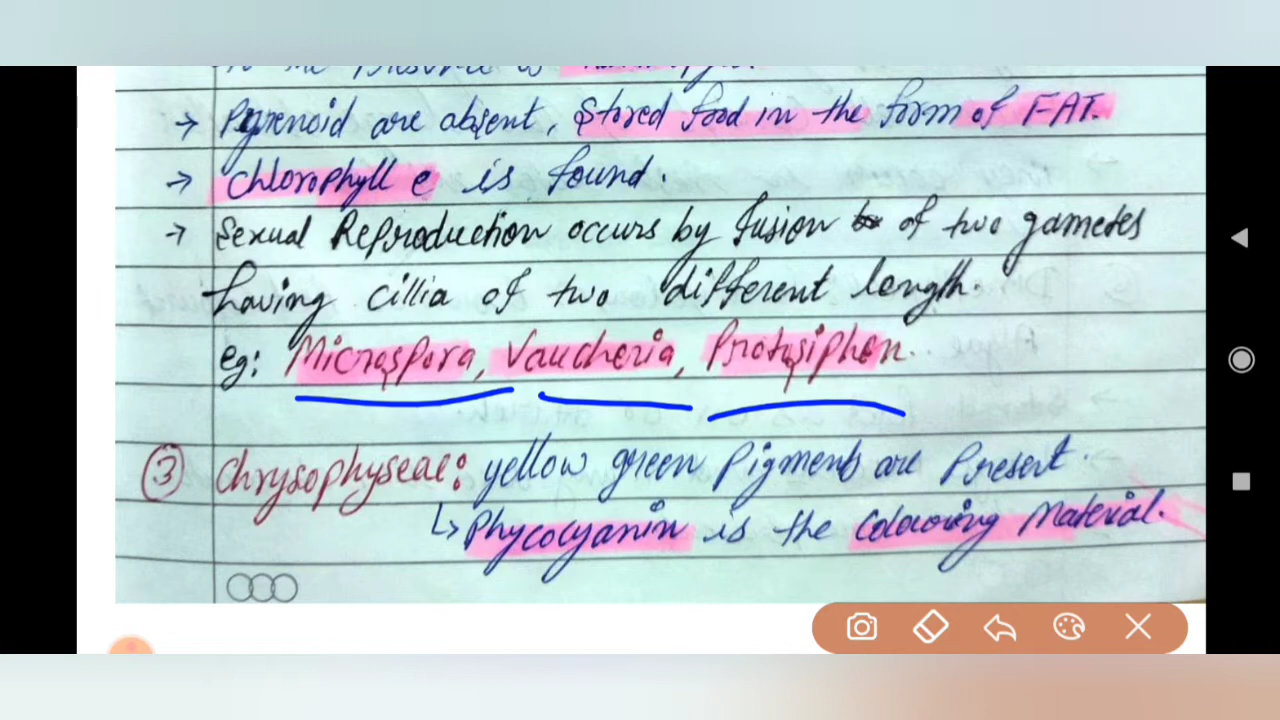 → Pyrenoid are absent, Stored food in the form of FAT.
→ Chlorophyll e is found.
→ Sexual Reproduction occurs by fusion of two gametes
having cillia of two different length.
eg: Microspora, Vaucheria, Protosiphon.
③ Chrysophyseae: yellow green Pigments are Present.
↳ Phycocyanin is the Colouring Material.